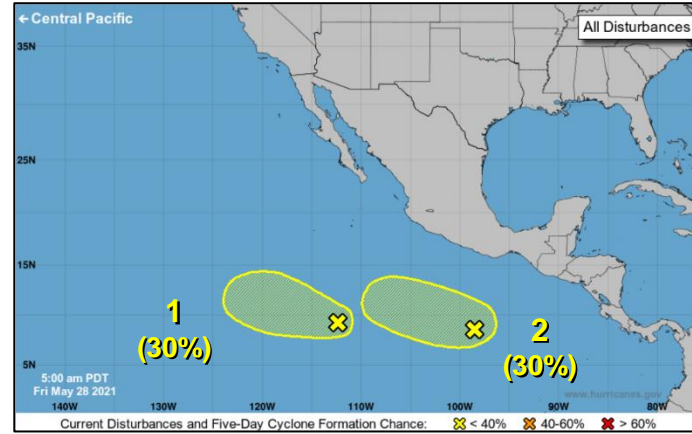 ← Central Pacific
All Disturbances
35N
25N
15N
5N
1
(30%)
2
(30%)
5:00 am PDT
Fri May 28 2021
www.hurricanes.gov
140W 130W 120W 110W 100W 90W 80W
Current Disturbances and Five-Day Cyclone Formation Chance: < 40% 40-60% > 60%